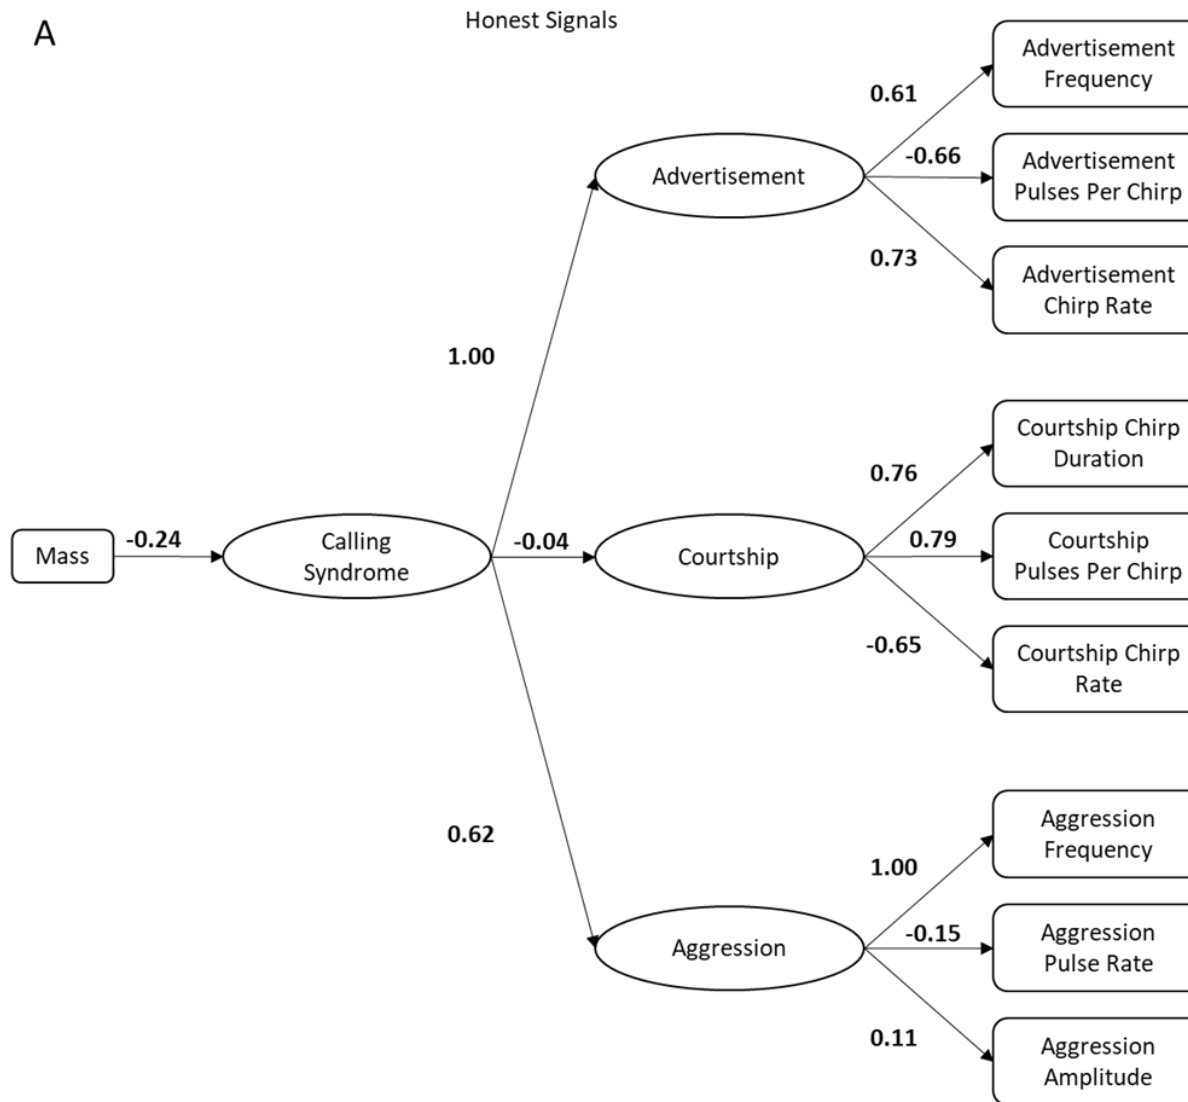 A
Honest Signals
Advertisement
Frequency
0.61
Advertisement
-0.66
Advertisement
Pulses Per Chirp
0.73
Advertisement
Chirp Rate
1.00
Courtship Chirp
Duration
0.76
Mass
-0.24
Calling
Syndrome
-0.04
Courtship
0.79
Courtship
Pulses Per Chirp
-0.65
Courtship Chirp
Rate
0.62
Aggression
Frequency
1.00
Aggression
-0.15
Aggression
Pulse Rate
0.11
Aggression
Amplitude